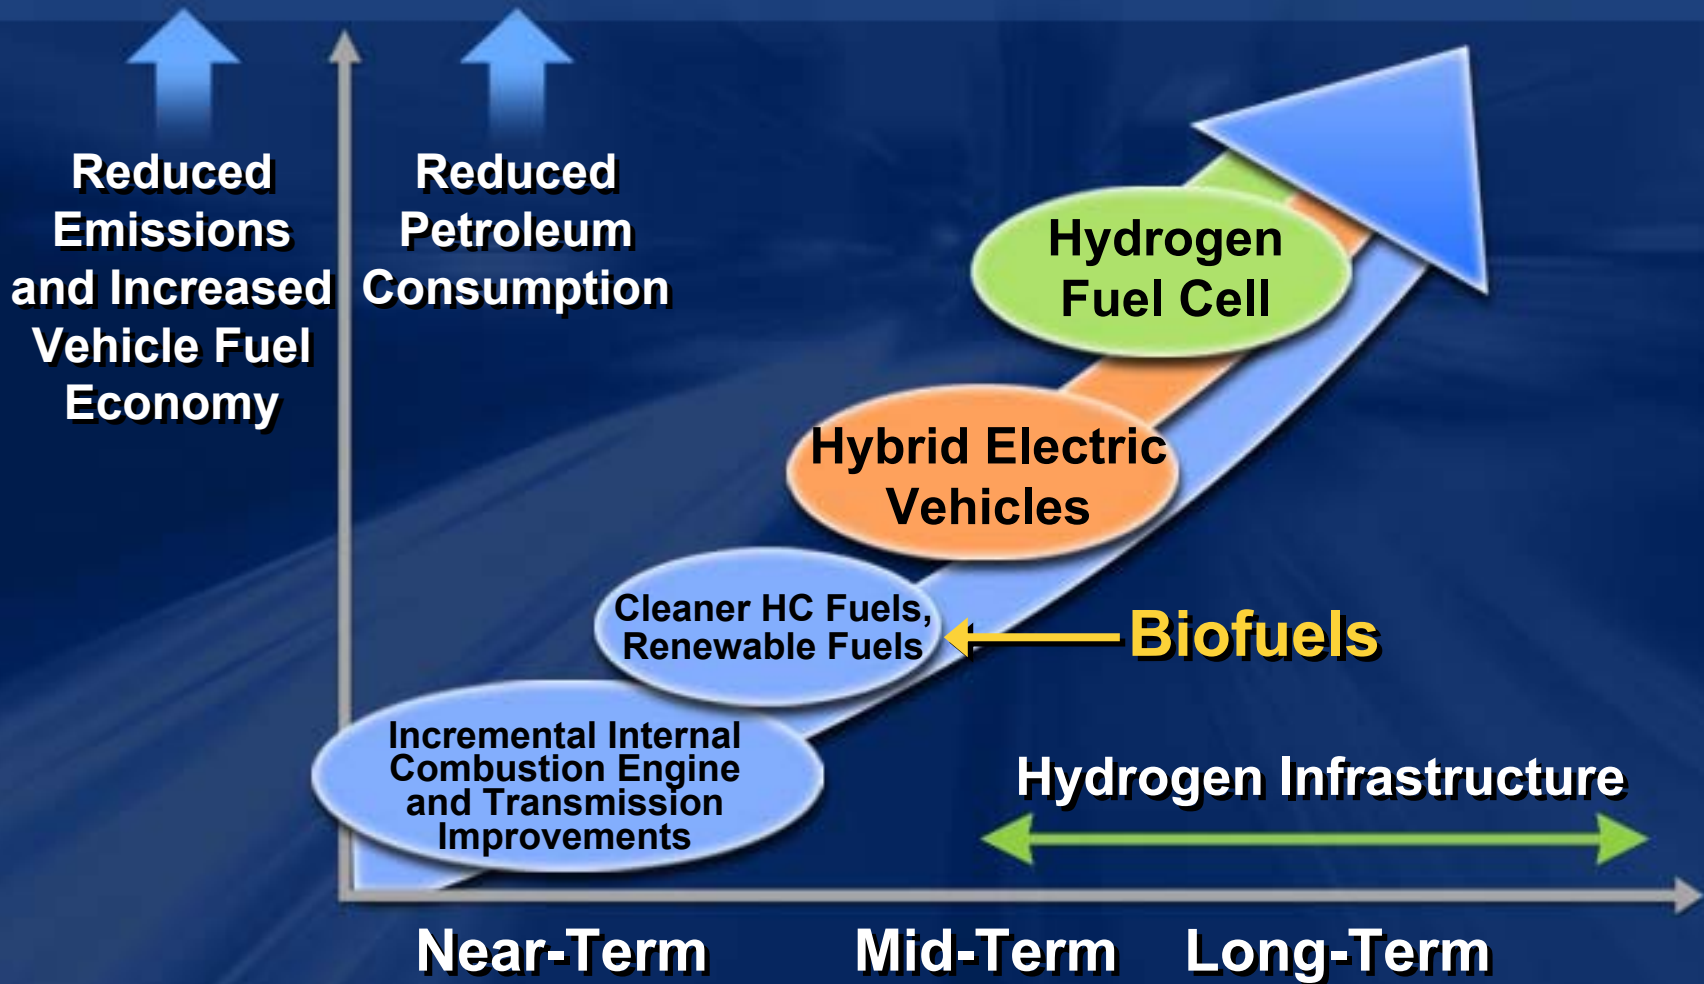 Reduced
Emissions
and Increased
Vehicle Fuel
Economy
Reduced
Petroleum
Consumption
Hydrogen
Fuel Cell
Hybrid Electric
Vehicles
Cleaner HC Fuels,
Renewable Fuels
Biofuels
Incremental Internal
Combustion Engine
and Transmission
Improvements
Hydrogen Infrastructure
Near-Term
Mid-Term
Long-Term